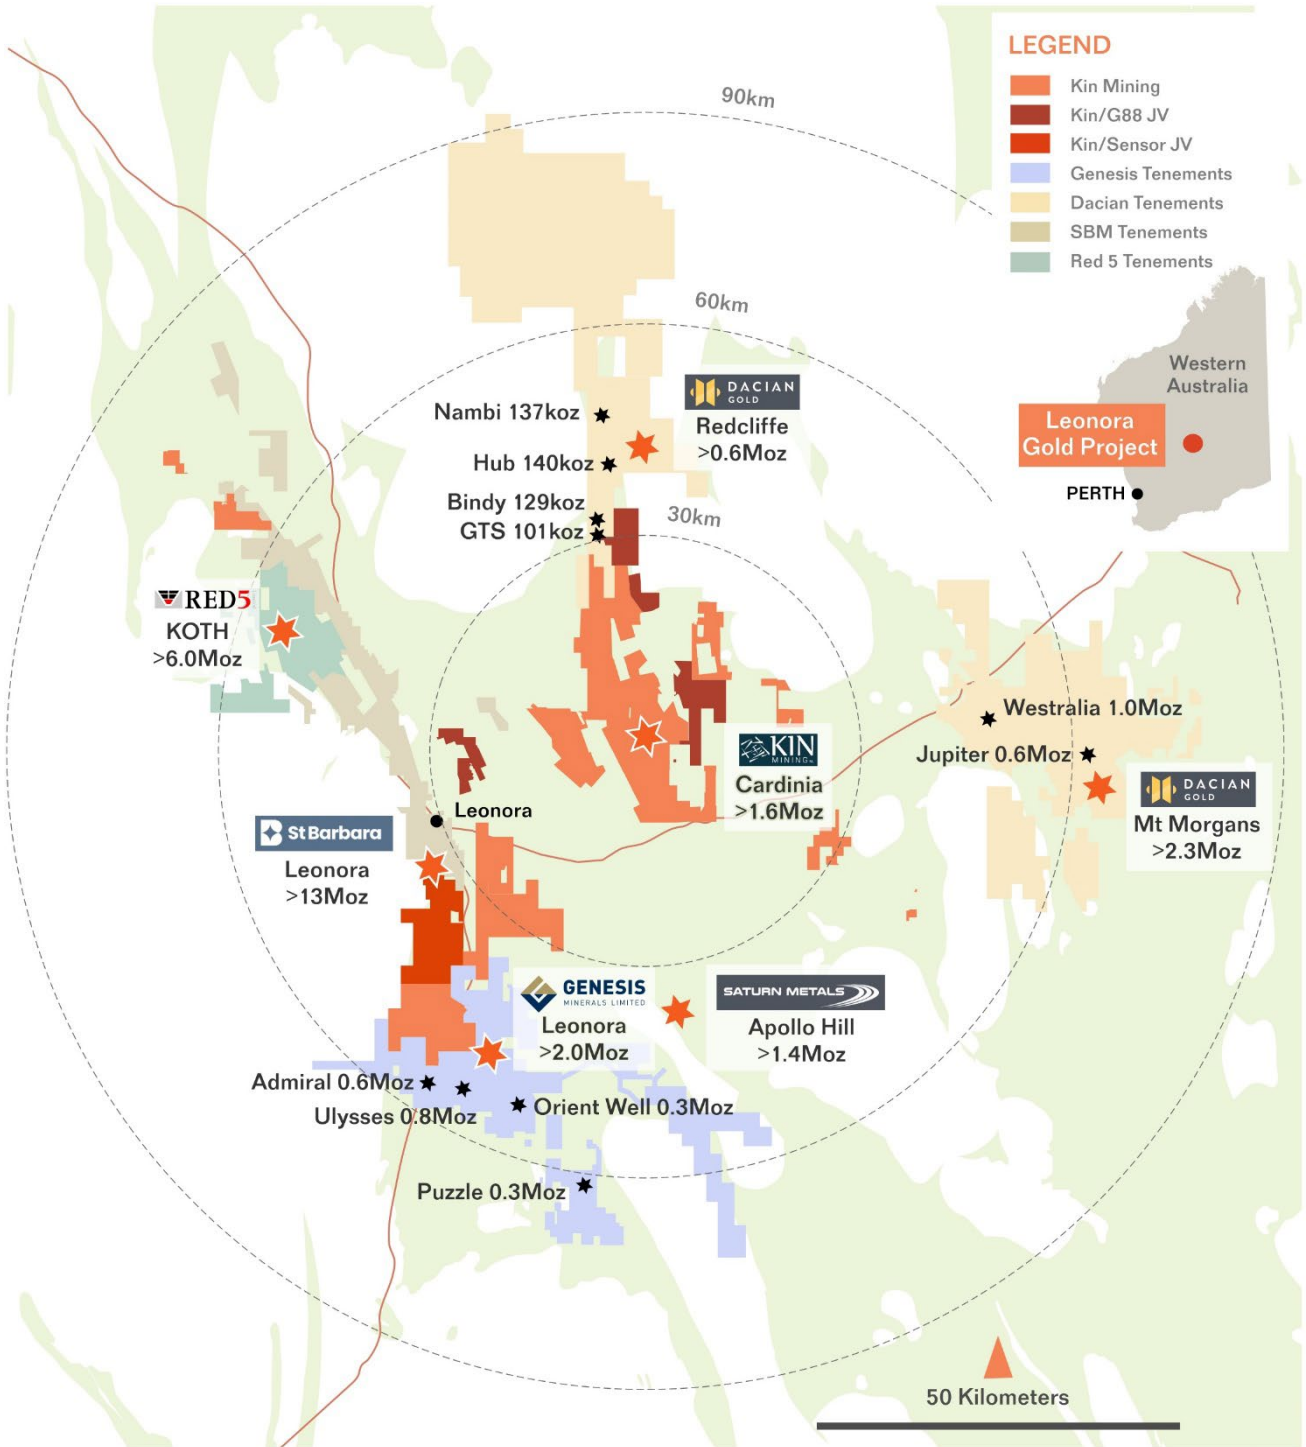 LEGEND
Kin Mining
Kin/G88 JV
Kin/Sensor JV
Genesis Tenements
Dacian Tenements
SBM Tenements
Red 5 Tenements
90km
60km
30km
Western
Australia
Leonora
Gold Project
PERTH
DACIAN
GOLD
Redcliffe
>0.6Moz
Nambi 137koz
Hub 140koz
Bindy 129koz
GTS 101koz
RED5
KOTH
>6.0Moz
Westralia 1.0Moz
Jupiter 0.6Moz
KIN
MINING
Cardinia
>1.6Moz
DACIAN
GOLD
Mt Morgans
>2.3Moz
Leonora
St Barbara
Leonora
>13Moz
GENESIS
MINERALS LIMITED
Leonora
>2.0Moz
SATURN METALS
Apollo Hill
>1.4Moz
Admiral 0.6Moz
Ulysses 0.8Moz
Orient Well 0.3Moz
Puzzle 0.3Moz
50 Kilometers